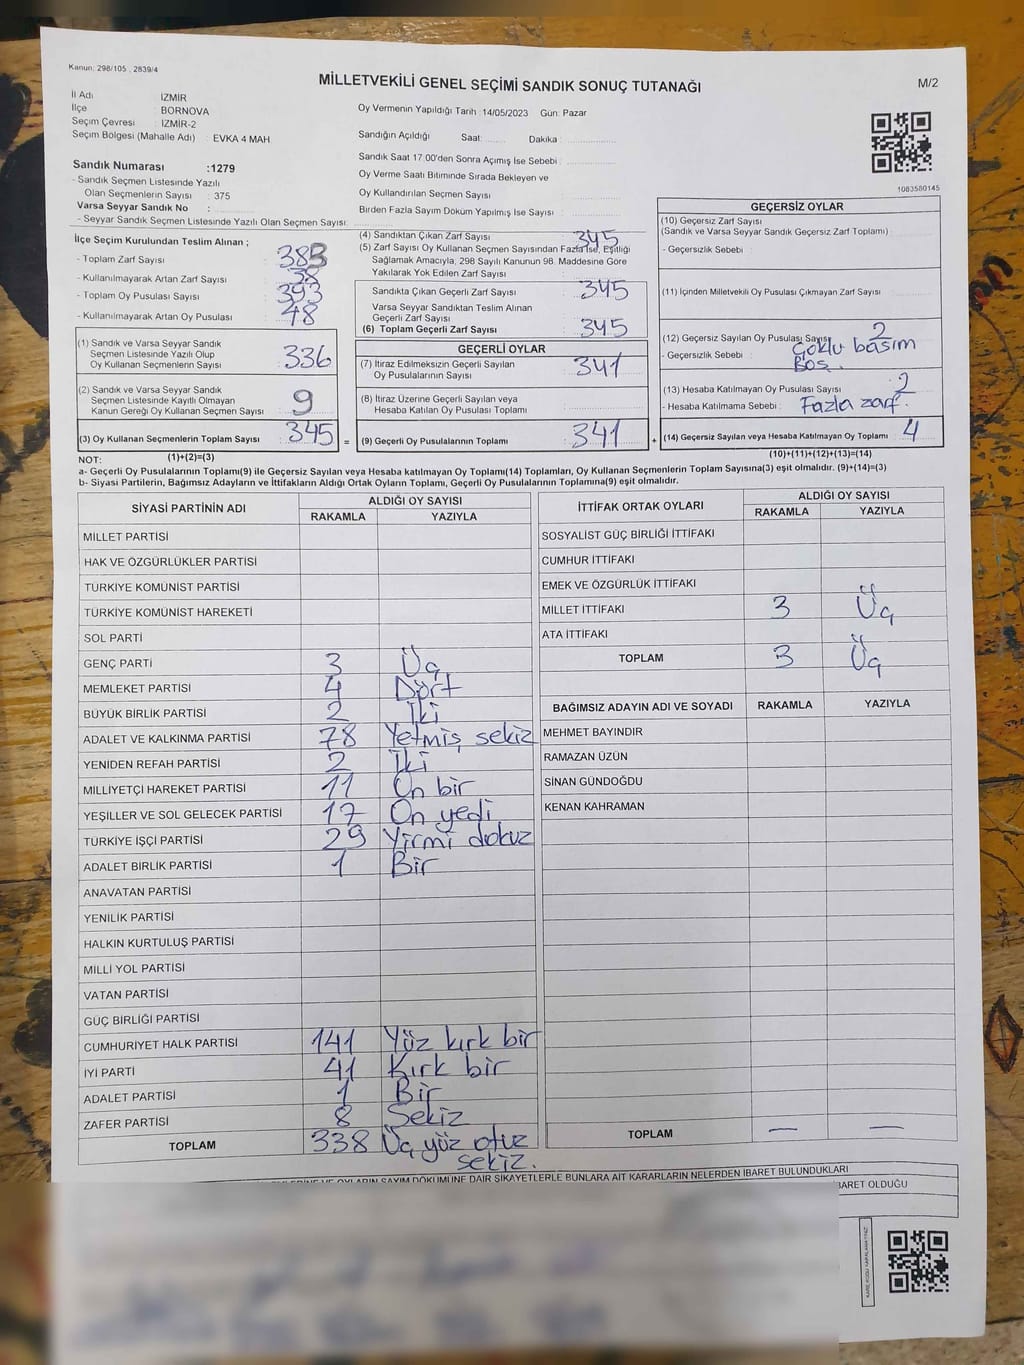 Kanun: 298/105 , 2839/4
MİLLETVEKİLİ GENEL SEÇİMİ SANDIK SONUÇ TUTANAĞI
M/2
İl Adı İZMİR
İlçe BORNOVA
Seçim Çevresi : İZMİR-2
Seçim Bölgesi (Mahalle Adı) : EVKA 4 MAH
Sandık Numarası :1279
- Sandık Seçmen Listesinde Yazılı
Olan Seçmenlerin Sayısı : 375
Varsa Seyyar Sandık No :
- Seyyar Sandık Seçmen Listesinde Yazılı Olan Seçmen Sayısı:
Oy Vermenin Yapıldığı Tarih : 14/05/2023 Gün: Pazar
Sandığın Açıldığı Saat: Dakika :
Sandık Saat 17.00'den Sonra Açılmış İse Sebebi :
Oy Verme Saati Bitiminde Sırada Bekleyen ve
Oy Kullandırılan Seçmen Sayısı :
Birden Fazla Sayım Döküm Yapılmış İse Sayısı :
1083580145
İlçe Seçim Kurulundan Teslim Alınan ;
- Toplam Zarf Sayısı : 383
- Kullanılmayarak Artan Zarf Sayısı : 38
- Toplam Oy Pusulası Sayısı : 393
- Kullanılmayarak Artan Oy Pusulası : 48
(1) Sandık ve Varsa Seyyar Sandık
Seçmen Listesinde Yazılı Olup
Oy Kullanan Seçmenlerin Sayısı : 336
(2) Sandık ve Varsa Seyyar Sandık
Seçmen Listesinde Kayıtlı Olmayan
Kanun Gereği Oy Kullanan Seçmen Sayısı : 9
(3) Oy Kullanan Seçmenlerin Toplam Sayısı : 345 =
(1)+(2)=(3)
(4) Sandıktan Çıkan Zarf Sayısı : 345
(5) Zarf Sayısı Oy Kullanan Seçmen Sayısından Fazla İse, Eşitliği
Sağlamak Amacıyla, 298 Sayılı Kanunun 98. Maddesine Göre
Yakılarak Yok Edilen Zarf Sayısı :
Sandıkta Çıkan Geçerli Zarf Sayısı : 345
Varsa Seyyar Sandıktan Teslim Alınan
Geçerli Zarf Sayısı :
(6) Toplam Geçerli Zarf Sayısı : 345
GEÇERLİ OYLAR
(7) İtiraz Edilmeksizin Geçerli Sayılan
Oy Pusulalarının Sayısı : 341
(8) İtiraz Üzerine Geçerli Sayılan veya
Hesaba Katılan Oy Pusulası Toplamı :
(9) Geçerli Oy Pusulalarının Toplamı : 341 +
GEÇERSİZ OYLAR
(10) Geçersiz Zarf Sayısı
(Sandık ve Varsa Seyyar Sandık Geçersiz Zarf Toplamı) :
- Geçersizlik Sebebi :
(11) İçinden Milletvekili Oy Pusulası Çıkmayan Zarf Sayısı :
(12) Geçersiz Sayılan Oy Pusulası Sayısı : 2
- Geçersizlik Sebebi : Çoklu basım
Boş.
(13) Hesaba Katılmayan Oy Pusulası Sayısı : 2
- Hesaba Katılmama Sebebi : Fazla zarf.
(14) Geçersiz Sayılan veya Hesaba Katılmayan Oy Toplamı : 4
(10)+(11)+(12)+(13)=(14)
NOT:
a- Geçerli Oy Pusulalarının Toplamı(9) ile Geçersiz Sayılan veya Hesaba katılmayan Oy Toplamı(14) Toplamları, Oy Kullanan Seçmenlerin Toplam Sayısına(3) eşit olmalıdır. (9)+(14)=(3)
b- Siyasi Partilerin, Bağımsız Adayların ve İttifakların Aldığı Ortak Oyların Toplamı, Geçerli Oy Pusulalarının Toplamına(9) eşit olmalıdır.
SİYASİ PARTİNİN ADI ALDIĞI OY SAYISI
RAKAMLA YAZIYLA
MİLLET PARTİSİ
HAK VE ÖZGÜRLÜKLER PARTİSİ
TÜRKİYE KOMÜNİST PARTİSİ
TÜRKİYE KOMÜNİST HAREKETİ
SOL PARTİ
GENÇ PARTİ 3 Üç
MEMLEKET PARTİSİ 4 Dört
BÜYÜK BİRLİK PARTİSİ 2 İki
ADALET VE KALKINMA PARTİSİ 78 Yetmiş sekiz
YENİDEN REFAH PARTİSİ 2 İki
MİLLİYETÇİ HAREKET PARTİSİ 11 On bir
YEŞİLLER VE SOL GELECEK PARTİSİ 17 On yedi
TÜRKİYE İŞÇİ PARTİSİ 29 Yirmi dokuz
ADALET BİRLİK PARTİSİ 1 Bir
ANAVATAN PARTİSİ
YENİLİK PARTİSİ
HALKIN KURTULUŞ PARTİSİ
MİLLİ YOL PARTİSİ
VATAN PARTİSİ
GÜÇ BİRLİĞİ PARTİSİ
CUMHURİYET HALK PARTİSİ 141 Yüz kırk bir
İYİ PARTİ 41 Kırk bir
ADALET PARTİSİ 1 Bir
ZAFER PARTİSİ 8 Sekiz
TOPLAM 338 Üç yüz otuz
sekiz.
İTTİFAK ORTAK OYLARI ALDIĞI OY SAYISI
RAKAMLA YAZIYLA
SOSYALİST GÜÇ BİRLİĞİ İTTİFAKI
CUMHUR İTTİFAKI
EMEK VE ÖZGÜRLÜK İTTİFAKI
MİLLET İTTİFAKI 3 Üç
ATA İTTİFAKI
TOPLAM 3 Üç
BAĞIMSIZ ADAYIN ADI VE SOYADI RAKAMLA YAZIYLA
MEHMET BAYINDIR
RAMAZAN ÜZÜN
SİNAN GÜNDOĞDU
KENAN KAHRAMAN
TOPLAM — —
VE OYLARIN SAYIM DÖKÜMÜNE DAİR ŞİKAYETLERLE BUNLARA AİT KARARLARIN NELERDEN İBARET BULUNDUKLARI
İBARET OLDUĞU